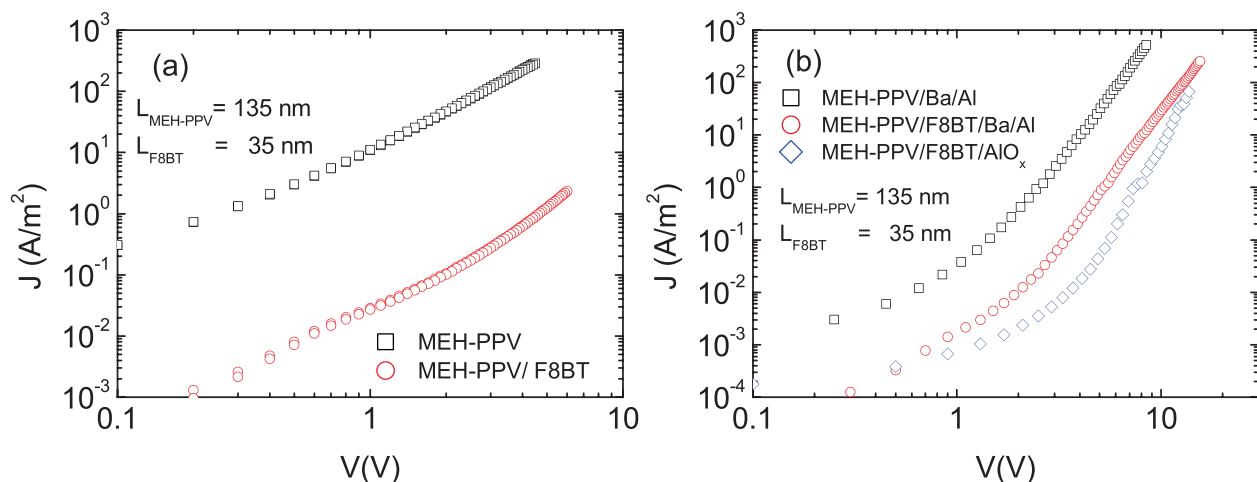 (a)
L_MEH-PPV = 135 nm
L_F8BT = 35 nm
MEH-PPV
MEH-PPV/ F8BT
J (A/m²)
10³
10²
10¹
10⁰
10⁻¹
10⁻²
10⁻³
0.1
1
10
V(V)
(b)
MEH-PPV/Ba/Al
MEH-PPV/F8BT/Ba/Al
MEH-PPV/F8BT/AlOₓ
L_MEH-PPV = 135 nm
L_F8BT = 35 nm
J (A/m²)
10³
10²
10¹
10⁰
10⁻¹
10⁻²
10⁻³
10⁻⁴
0.1
1
10
V(V)